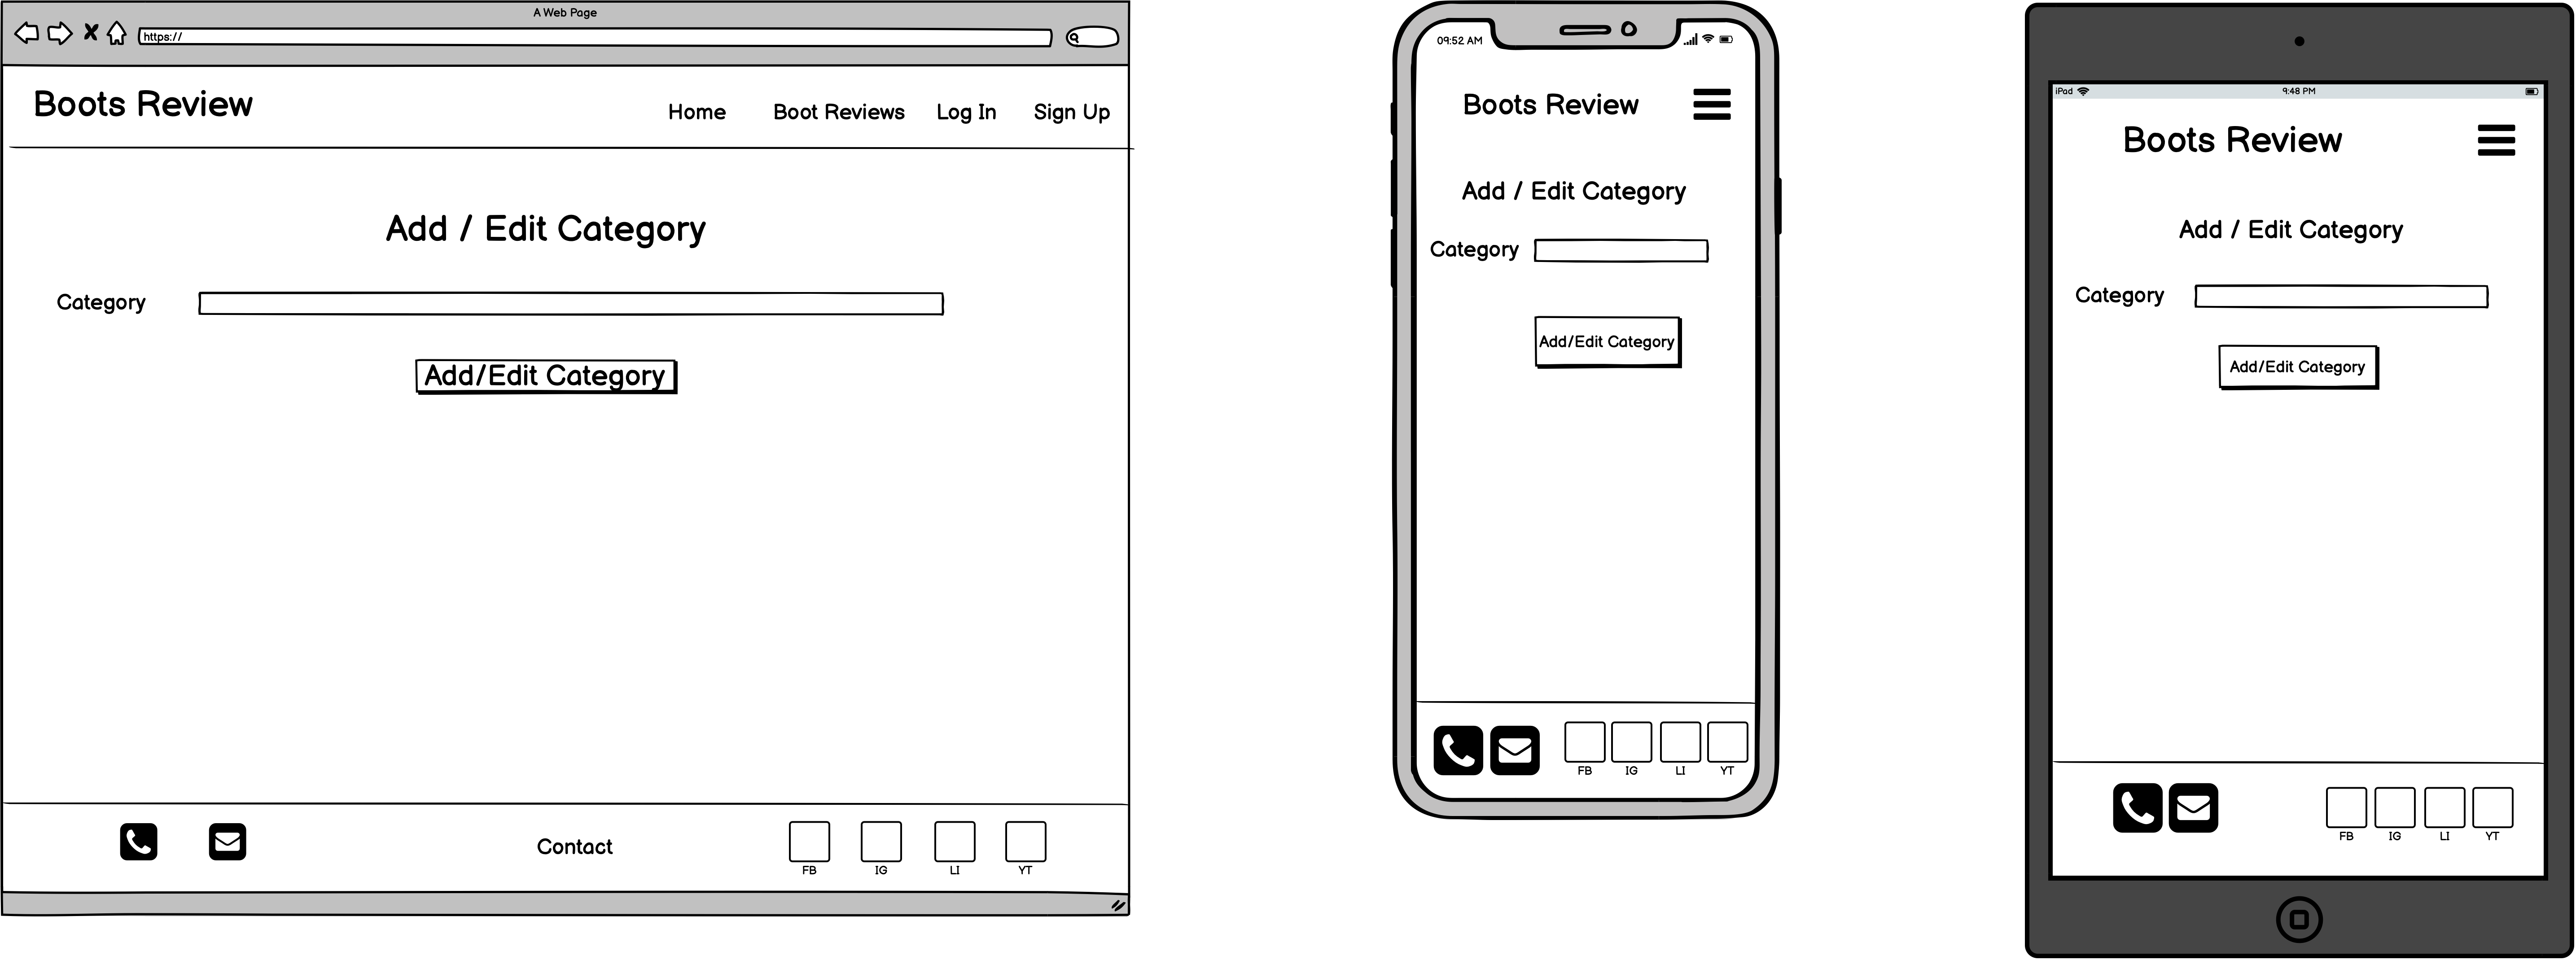 A Web Page
https://
Boots Review
Home Boot Reviews Log In Sign Up
Add / Edit Category
Category
Add/Edit Category
Contact
FB IG LI YT
09:52 AM
Boots Review
Add / Edit Category
Category
Add/Edit Category
FB IG LI YT
iPad 9:48 PM
Boots Review
Add / Edit Category
Category
Add/Edit Category
FB IG LI YT